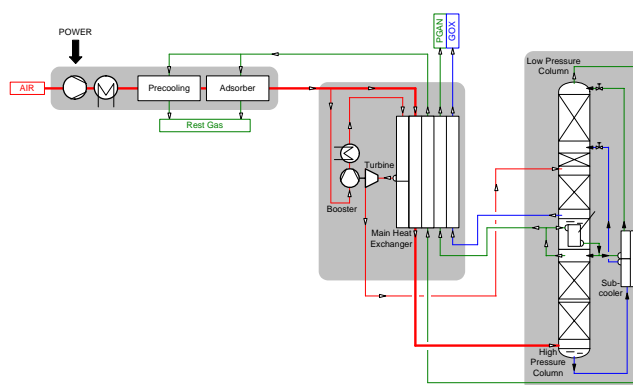 POWER
AIR
Precooling
Adsorber
Rest Gas
PGAN
GOX
Turbine
Booster
Main Heat
Exchanger
Low Pressure
Column
Sub-
cooler
High
Pressure
Column